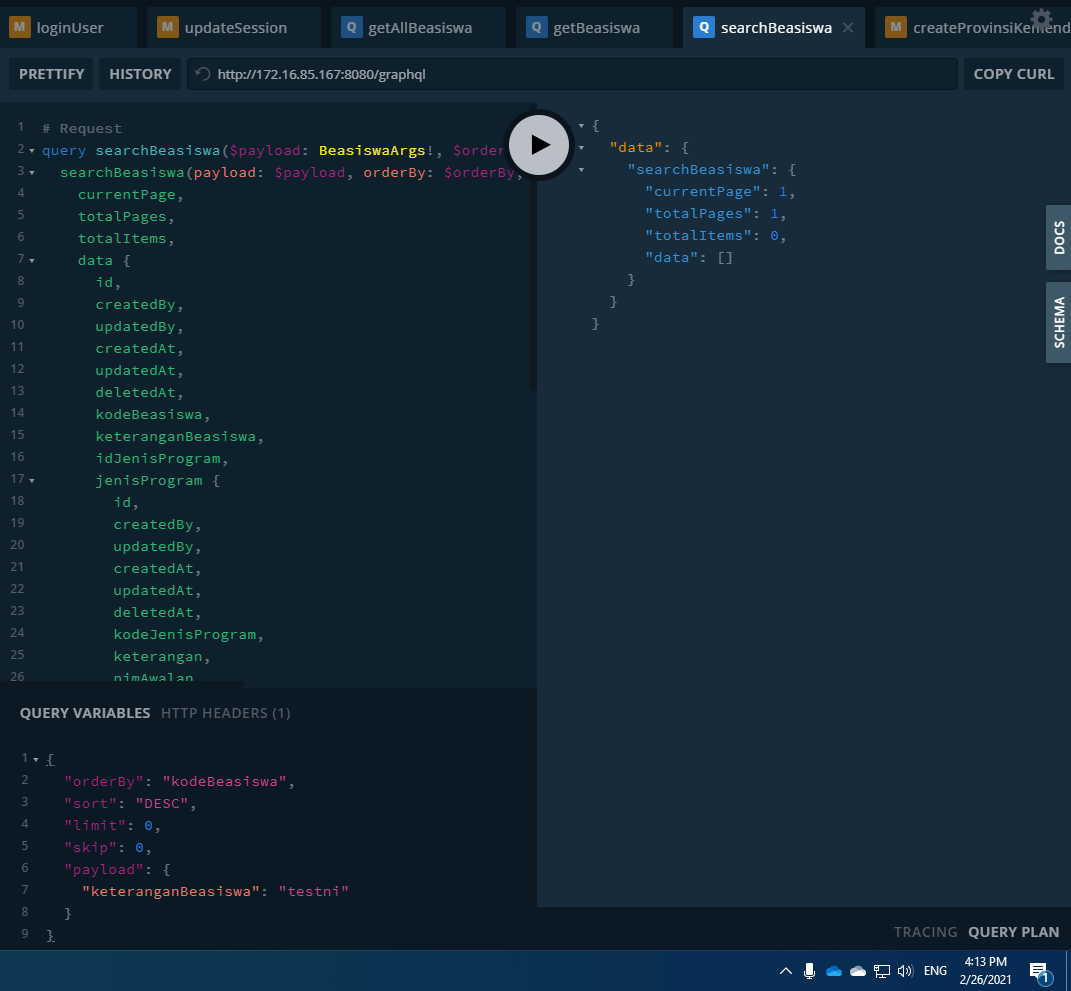 M loginUser M updateSession Q getAllBeasiswa Q getBeasiswa Q searchBeasiswa M createProvinsiKemend
PRETTIFY HISTORY http://172.16.85.167:8080/graphql COPY CURL
1 # Request
2 query searchBeasiswa($payload: BeasiswaArgs!, $order
3 searchBeasiswa(payload: $payload, orderBy: $orderBy,
4 currentPage,
5 totalPages,
6 totalItems,
7 data {
8 id,
9 createdBy,
10 updatedBy,
11 createdAt,
12 updatedAt,
13 deletedAt,
14 kodeBeasiswa,
15 keteranganBeasiswa,
16 idJenisProgram,
17 jenisProgram {
18 id,
19 createdBy,
20 updatedBy,
21 createdAt,
22 updatedAt,
23 deletedAt,
24 kodeJenisProgram,
25 keterangan,
26 nimAwalan
{
"data": {
"searchBeasiswa": {
"currentPage": 1,
"totalPages": 1,
"totalItems": 0,
"data": []
}
}
}
DOCS
SCHEMA
QUERY VARIABLES HTTP HEADERS (1)
1 {
2 "orderBy": "kodeBeasiswa",
3 "sort": "DESC",
4 "limit": 0,
5 "skip": 0,
6 "payload": {
7 "keteranganBeasiswa": "testni"
8 }
9 }
TRACING QUERY PLAN
ENG 4:13 PM 1
2/26/2021